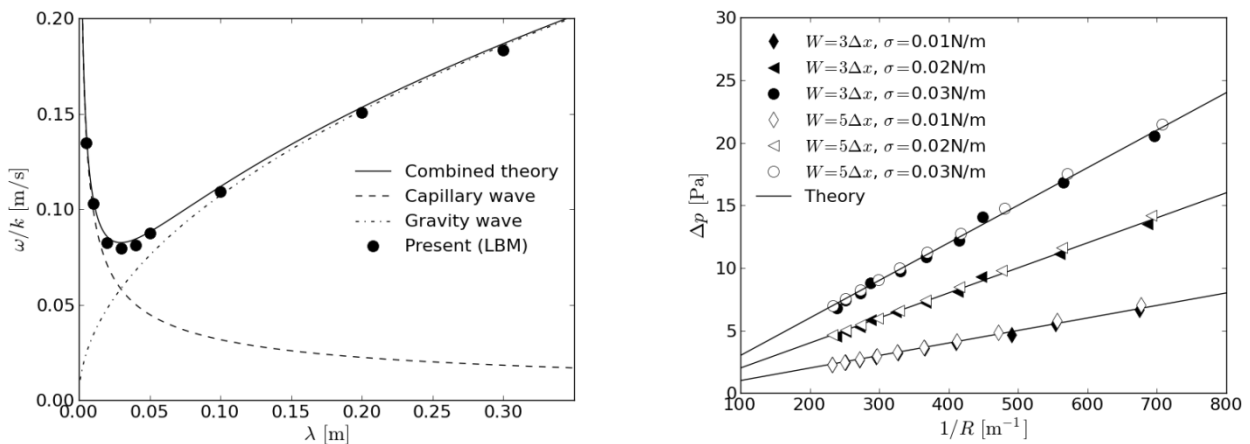 0.20
0.15
0.10
0.05
0.00
ω/k [m/s]
0.00 0.05 0.10 0.15 0.20 0.25 0.30
λ [m]
Combined theory
Capillary wave
Gravity wave
Present (LBM)
30
25
20
15
10
5
0
Δp [Pa]
100 200 300 400 500 600 700 800
1/R [m⁻¹]
W=3Δx, σ=0.01N/m
W=3Δx, σ=0.02N/m
W=3Δx, σ=0.03N/m
W=5Δx, σ=0.01N/m
W=5Δx, σ=0.02N/m
W=5Δx, σ=0.03N/m
Theory